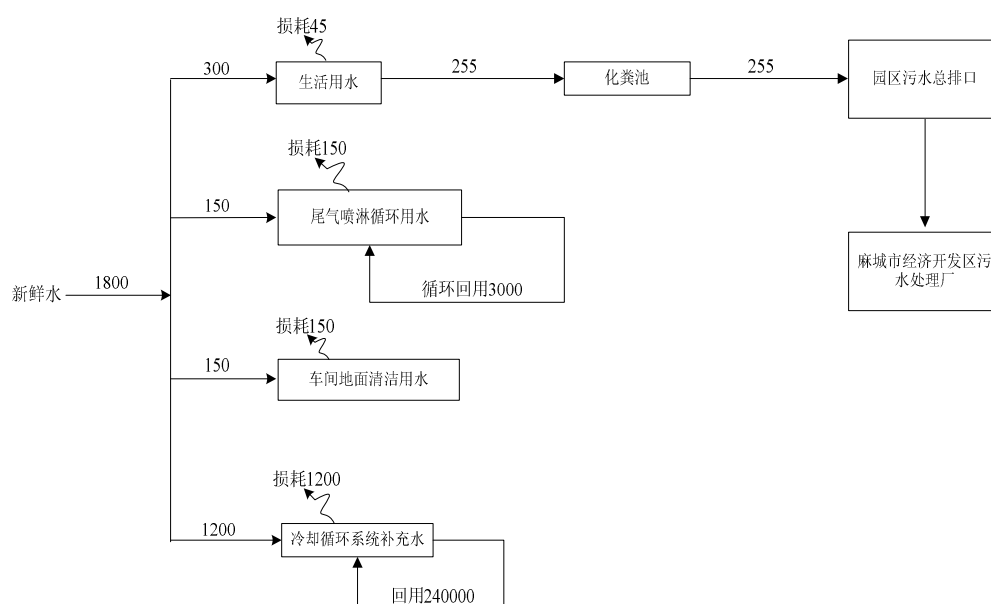 损耗45
300
生活用水
255
化粪池
255
园区污水总排口
损耗150
150
尾气喷淋循环用水
循环回用3000
麻城市经济开发区污
水处理厂
新鲜水
1800
损耗150
150
车间地面清洁用水
损耗1200
1200
冷却循环系统补充水
回用240000